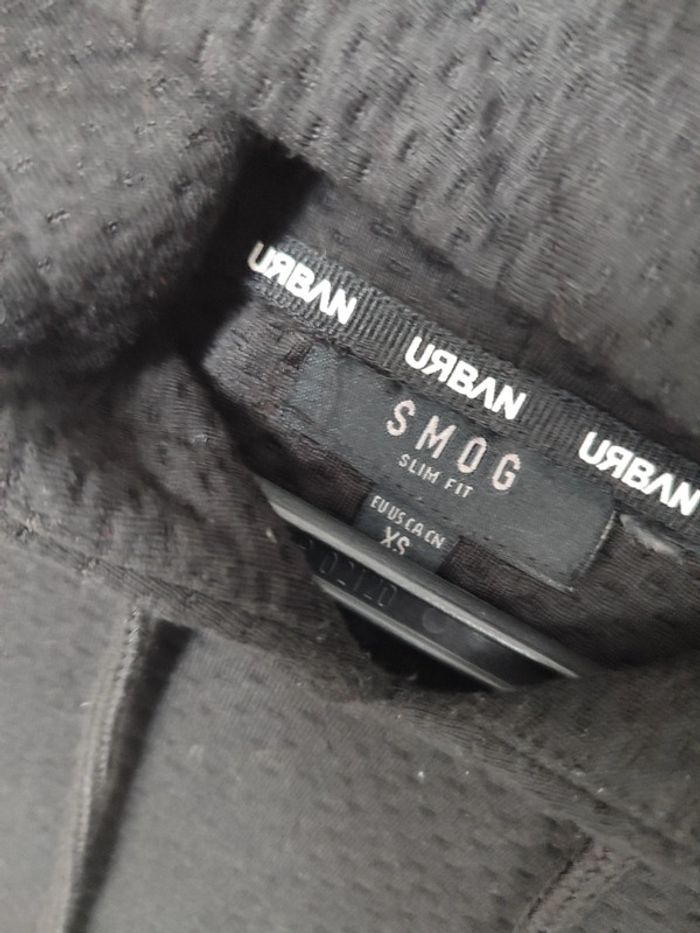 URBAN URBAN URBAN
SMOG
SLIM FIT
EU US CA CN
XS